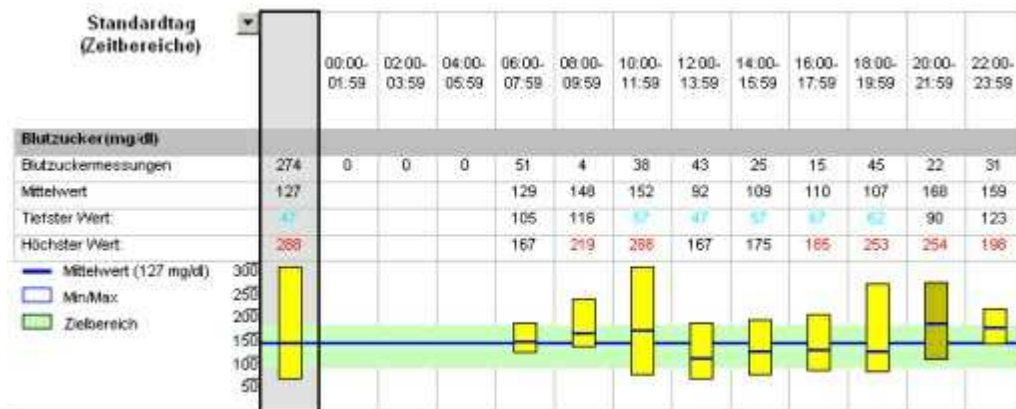 Standardtag
(Zeitbereiche)
00:00- 02:00- 04:00- 06:00- 08:00- 10:00- 12:00- 14:00- 16:00- 18:00- 20:00- 22:00-
01:59 03:59 05:59 07:59 09:59 11:59 13:59 15:59 17:59 19:59 21:59 23:59
Blutzucker(mg/dl)
Blutzuckermessungen 274 0 0 0 51 4 38 43 25 15 45 22 31
Mittelwert 127 129 148 152 92 109 110 107 168 159
Tiefster Wert: 47 105 116 47 62 90 123
Höchster Wert: 288 167 219 288 167 175 185 253 254 198
Mittelwert (127 mg/dl)
Min/Max
Zielbereich
300
250
200
150
100
50